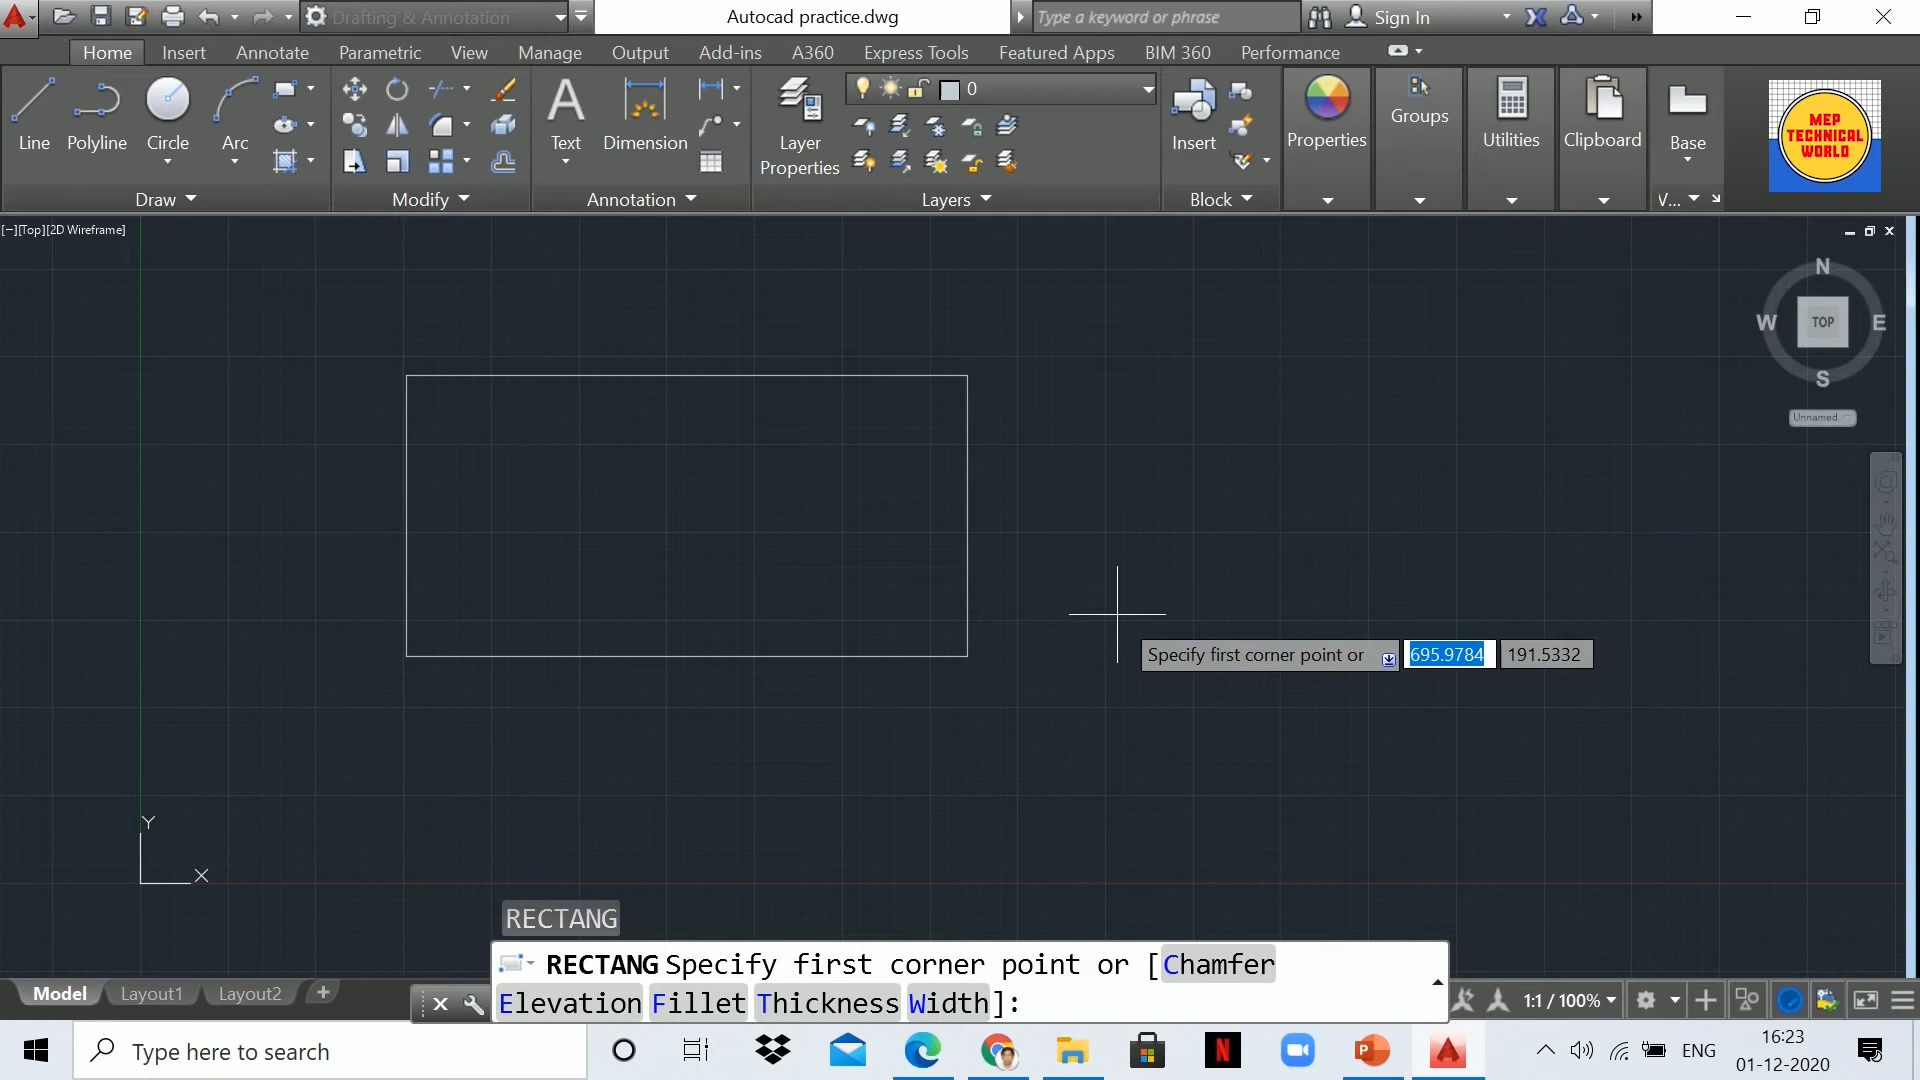 Drafting & Annotation
Autocad practice.dwg
Type a keyword or phrase
Sign In
Home
Insert
Annotate
Parametric
View
Manage
Output
Add-ins
A360
Express Tools
Featured Apps
BIM 360
Performance
Line
Polyline
Circle
Arc
Text
Dimension
Layer
Properties
0
Insert
Properties
Groups
Utilities
Clipboard
Base
MEP
TECHNICAL
WORLD
Draw
Modify
Annotation
Layers
Block
V...
[−][Top][2D Wireframe]
N
W
TOP
E
S
Unnamed
Specify first corner point or
695.9784
191.5332
Y
X
RECTANG
RECTANG Specify first corner point or [Chamfer
Elevation Fillet Thickness Width]:
Model
Layout1
Layout2
1:1 / 100%
Type here to search
N
P
ENG
16:23
01-12-2020